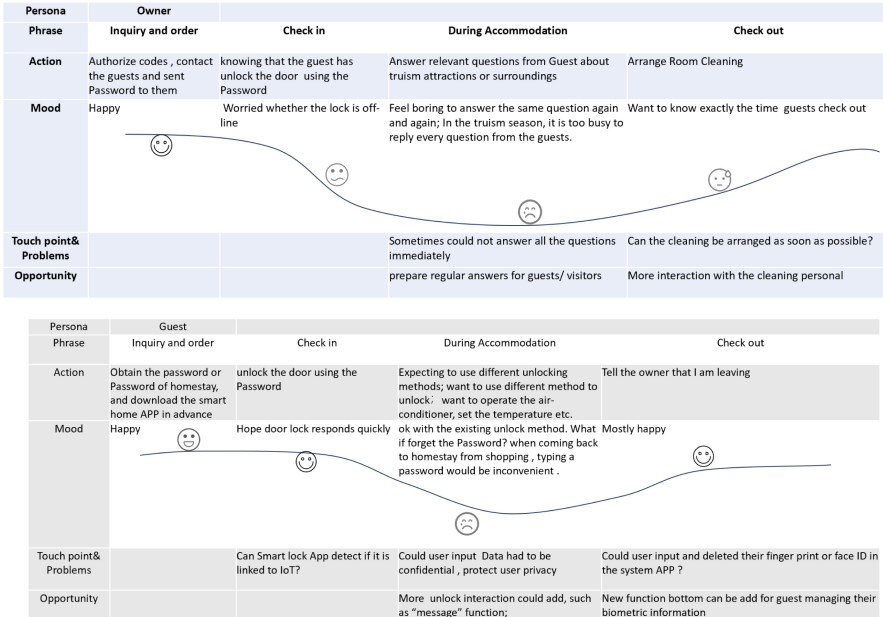 Persona Owner
Phrase Inquiry and order Check in During Accommodation Check out
Action
Authorize codes , contact
the guests and sent
Password to them
knowing that the guest has
unlock the door using the
Password
Answer relevant questions from Guest about
truism attractions or surroundings
Arrange Room Cleaning
Mood
Happy
Worried whether the lock is off-
line
Feel boring to answer the same question again
and again; In the truism season, it is too busy to
reply every question from the guests.
Want to know exactly the time guests check out
Touch point&
Problems
Sometimes could not answer all the questions
immediately
Can the cleaning be arranged as soon as possible?
Opportunity
prepare regular answers for guests/ visitors
More interaction with the cleaning personal
Persona Guest
Phrase Inquiry and order Check in During Accommodation Check out
Action
Obtain the password or
Password of homestay,
and download the smart
home APP in advance
unlock the door using the
Password
Expecting to use different unlocking
methods; want to use different method to
unlock; want to operate the air-
conditioner, set the temperature etc.
Tell the owner that I am leaving
Mood
Happy
Hope door lock responds quickly
ok with the existing unlock method. What
if forget the Password? when coming back
to homestay from shopping , typing a
password would be inconvenient .
Mostly happy
Touch point&
Problems
Can Smart lock App detect if it is
linked to IoT?
Could user input Data had to be
confidential , protect user privacy
Could user input and deleted their finger print or face ID in
the system APP ?
Opportunity
More unlock interaction could add, such
as “message” function;
New function bottom can be add for guest managing their
biometric information